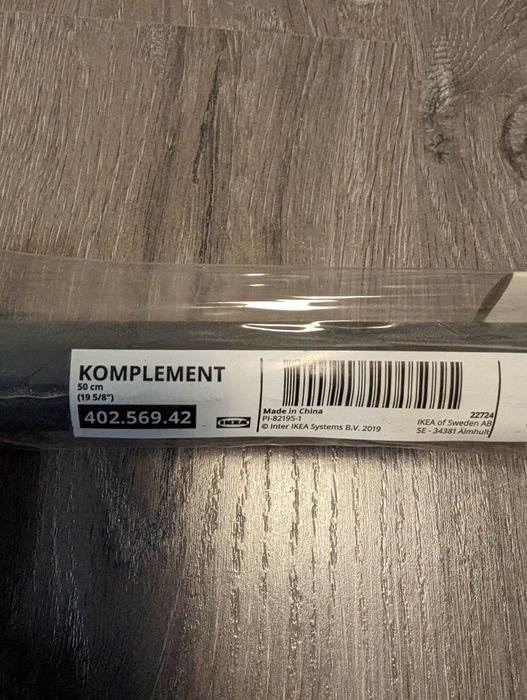 KOMPLEMENT
50 cm
(19 5/8")
402.569.42
IKEA
Made in China
PI-82195-1
© Inter IKEA Systems B.V. 2019
22724
IKEA of Sweden AB
SE - 34381 Älmhult